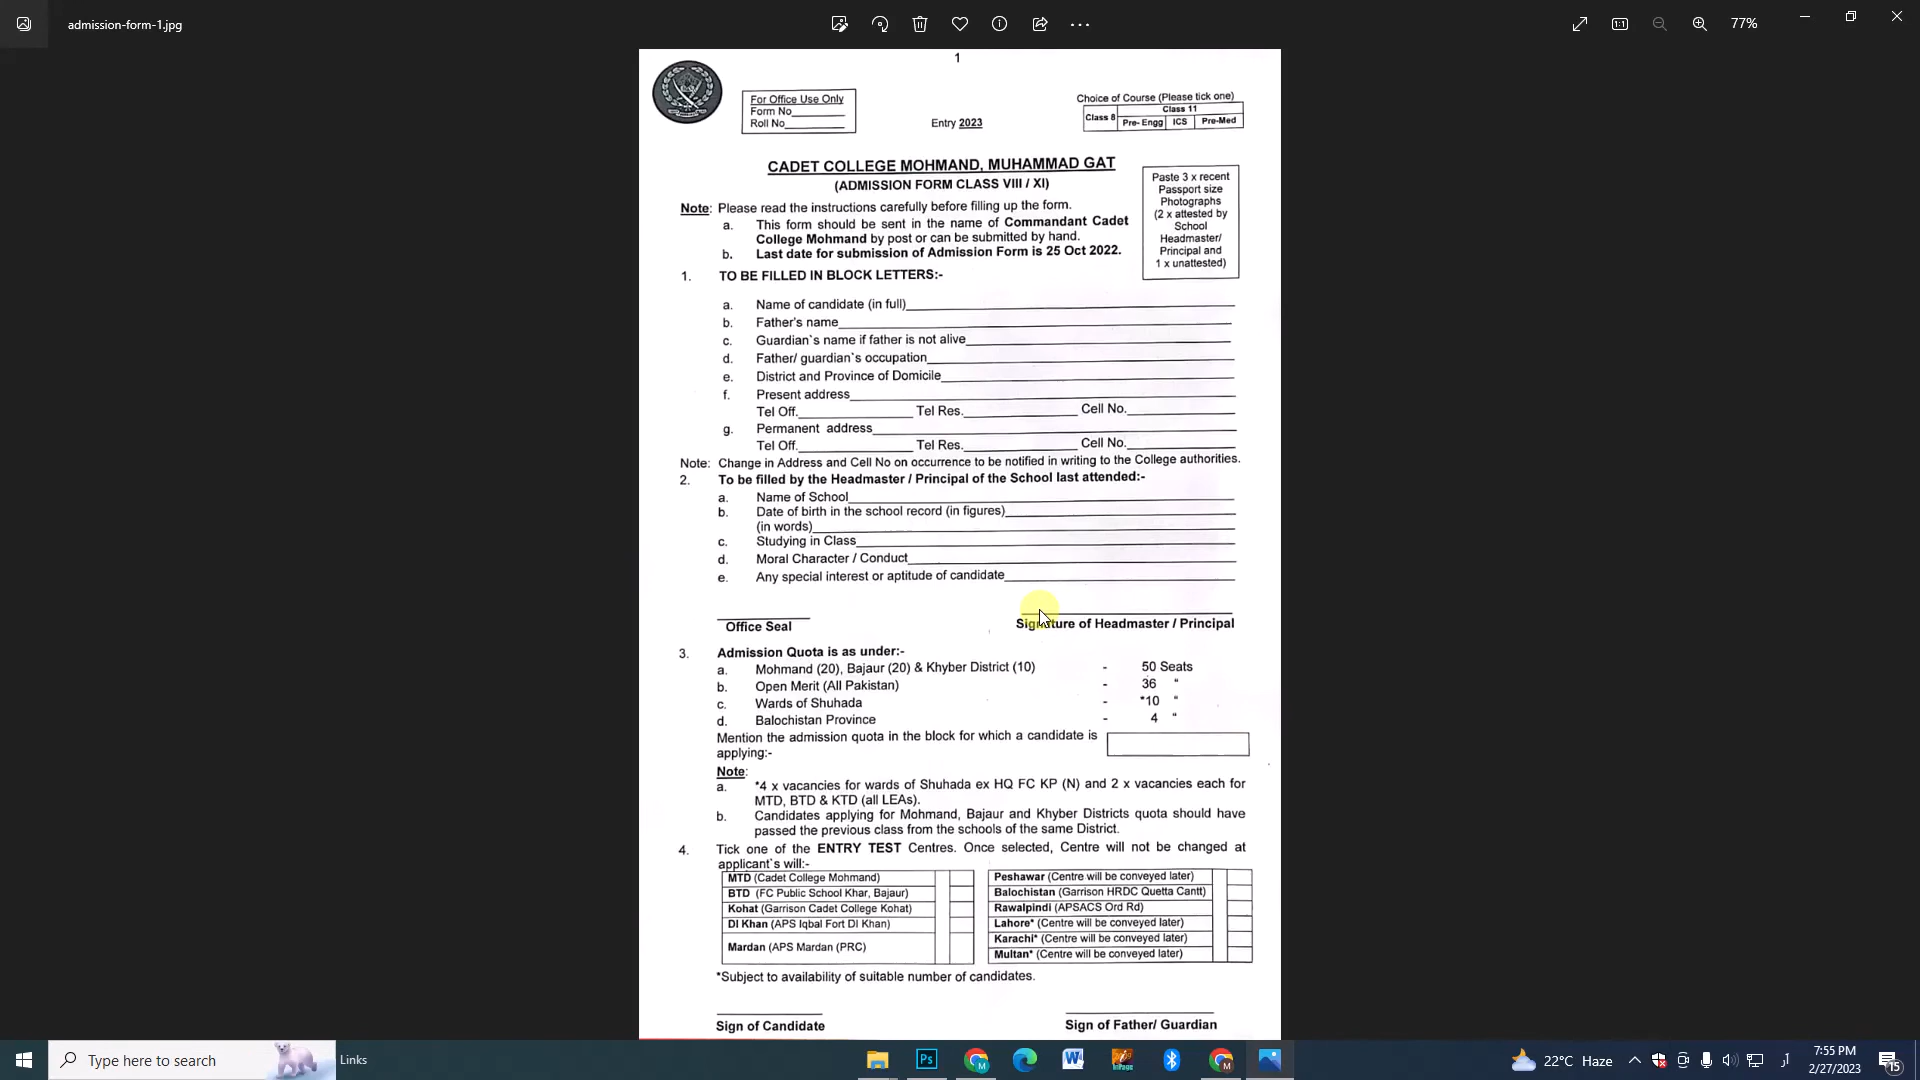 admission-form-1.jpg
77%
1
For Office Use Only
Form No
Roll No
Entry 2023
Choice of Course (Please tick one)
Class 8 Class 11
Pre- Engg ICS Pre-Med
CADET COLLEGE MOHMAND, MUHAMMAD GAT
(ADMISSION FORM CLASS VIII / XI)
Paste 3 x recent
Passport size
Photographs
(2 x attested by
School
Headmaster/
Principal and
1 x unattested)
Note: Please read the instructions carefully before filling up the form.
a. This form should be sent in the name of Commandant Cadet
College Mohmand by post or can be submitted by hand.
b. Last date for submission of Admission Form is 25 Oct 2022.
1. TO BE FILLED IN BLOCK LETTERS:-
a. Name of candidate (in full)
b. Father's name
c. Guardian`s name if father is not alive
d. Father/ guardian`s occupation
e. District and Province of Domicile
f. Present address
Tel Off. Tel Res. Cell No.
g. Permanent address
Tel Off. Tel Res. Cell No.
Note: Change in Address and Cell No on occurrence to be notified in writing to the College authorities.
2. To be filled by the Headmaster / Principal of the School last attended:-
a. Name of School
b. Date of birth in the school record (in figures)
(in words)
c. Studying in Class
d. Moral Character / Conduct
e. Any special interest or aptitude of candidate
Office Seal Signature of Headmaster / Principal
3. Admission Quota is as under:-
a. Mohmand (20), Bajaur (20) & Khyber District (10) - 50 Seats
b. Open Merit (All Pakistan) - 36 “
c. Wards of Shuhada - *10 “
d. Balochistan Province - 4 “
Mention the admission quota in the block for which a candidate is
applying:-
Note:
a. *4 x vacancies for wards of Shuhada ex HQ FC KP (N) and 2 x vacancies each for
MTD, BTD & KTD (all LEAs).
b. Candidates applying for Mohmand, Bajaur and Khyber Districts quota should have
passed the previous class from the schools of the same District.
4. Tick one of the ENTRY TEST Centres. Once selected, Centre will not be changed at
applicant`s will:-
MTD (Cadet College Mohmand) Peshawar (Centre will be conveyed later)
BTD (FC Public School Khar, Bajaur) Balochistan (Garrison HRDC Quetta Cantt)
Kohat (Garrison Cadet College Kohat) Rawalpindi (APSACS Ord Rd)
DI Khan (APS Iqbal Fort DI Khan) Lahore* (Centre will be conveyed later)
Mardan (APS Mardan (PRC) Karachi* (Centre will be conveyed later)
Multan* (Centre will be conveyed later)
*Subject to availability of suitable number of candidates.
Sign of Candidate Sign of Father/ Guardian
Type here to search
Links
22°C Haze
7:55 PM
2/27/2023
15